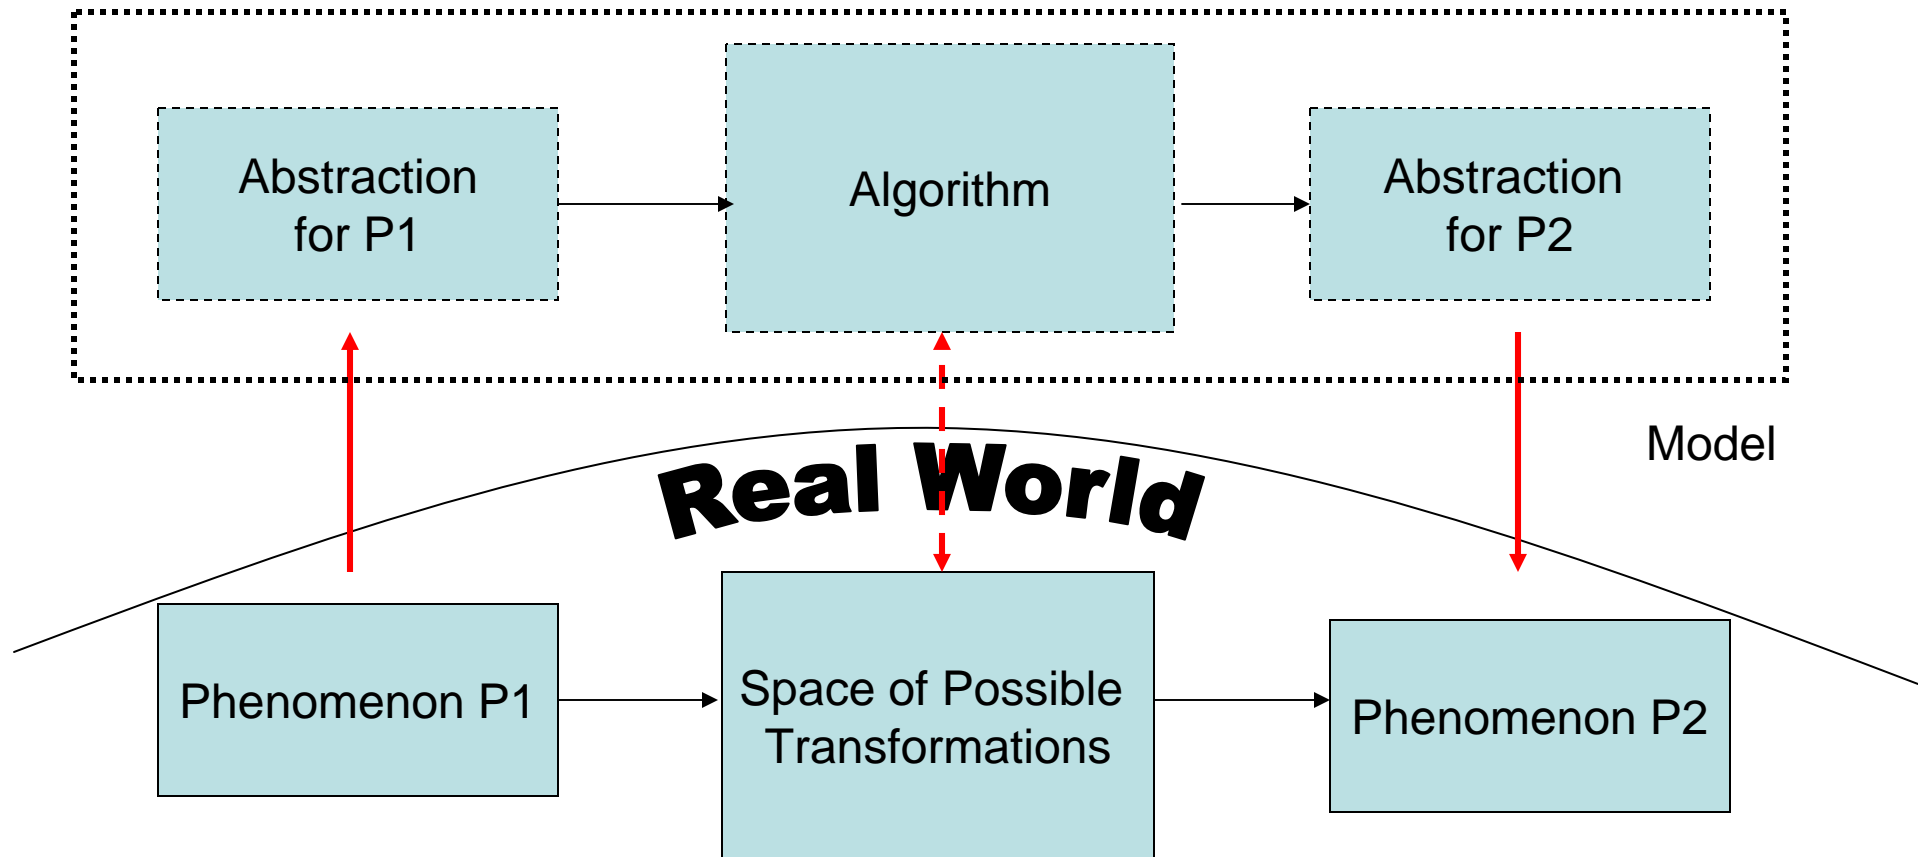 Abstraction
for P1
Algorithm
Abstraction
for P2
Model
Real World
Phenomenon P1
Space of Possible
Transformations
Phenomenon P2